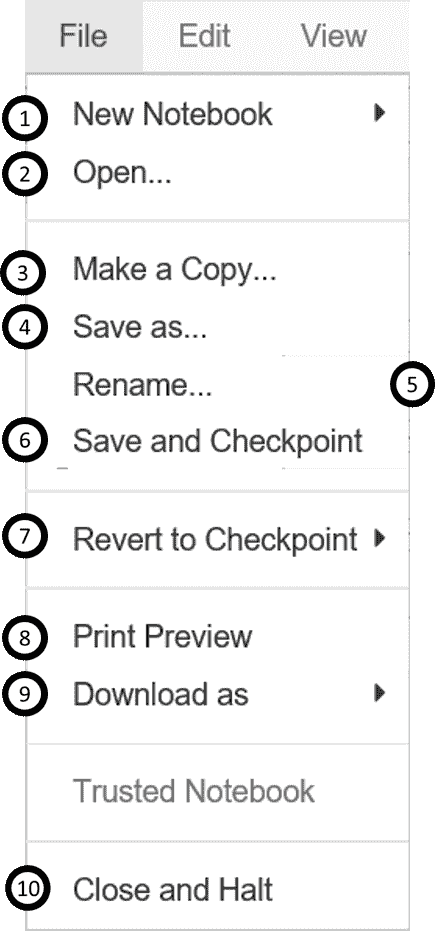 File Edit View
1 New Notebook
2 Open...
3 Make a Copy...
4 Save as...
Rename... 5
6 Save and Checkpoint
7 Revert to Checkpoint
8 Print Preview
9 Download as
Trusted Notebook
10 Close and Halt